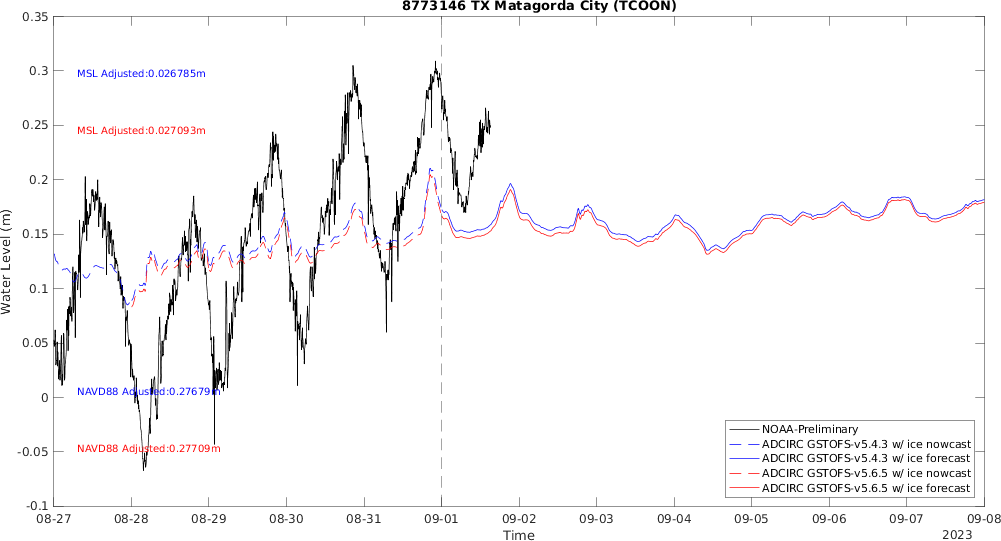 8773146 TX Matagorda City (TCOON)
0.35
0.3
0.25
0.2
0.15
0.1
0.05
0
-0.05
-0.1
Water Level (m)
MSL Adjusted:0.026785m
MSL Adjusted:0.027093m
NAVD88 Adjusted:0.27679m
NAVD88 Adjusted:0.27709m
NOAA-Preliminary
ADCIRC GSTOFS-v5.4.3 w/ ice nowcast
ADCIRC GSTOFS-v5.4.3 w/ ice forecast
ADCIRC GSTOFS-v5.6.5 w/ ice nowcast
ADCIRC GSTOFS-v5.6.5 w/ ice forecast
08-27 08-28 08-29 08-30 08-31 09-01 09-02 09-03 09-04 09-05 09-06 09-07 09-08
Time
2023